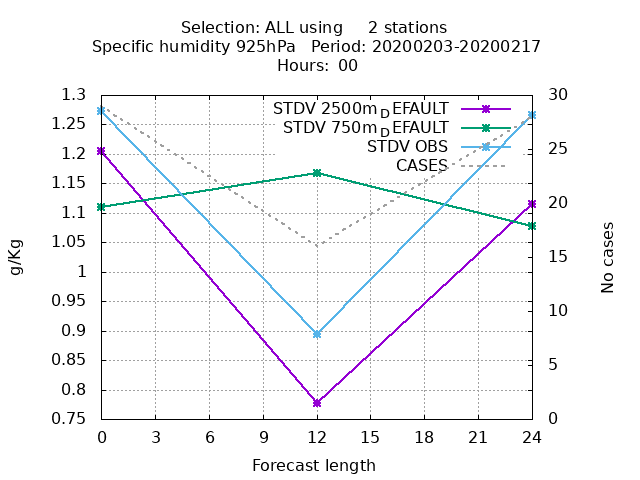 Selection: ALL using 2 stations
Specific humidity 925hPa Period: 20200203-20200217
Hours: 00
STDV 2500m_DEFAULT
STDV 750m_DEFAULT
STDV OBS
CASES
g/Kg
1.3
1.25
1.2
1.15
1.1
1.05
1
0.95
0.9
0.85
0.8
0.75
30
25
20
15
10
5
0
No cases
0 3 6 9 12 15 18 21 24
Forecast length